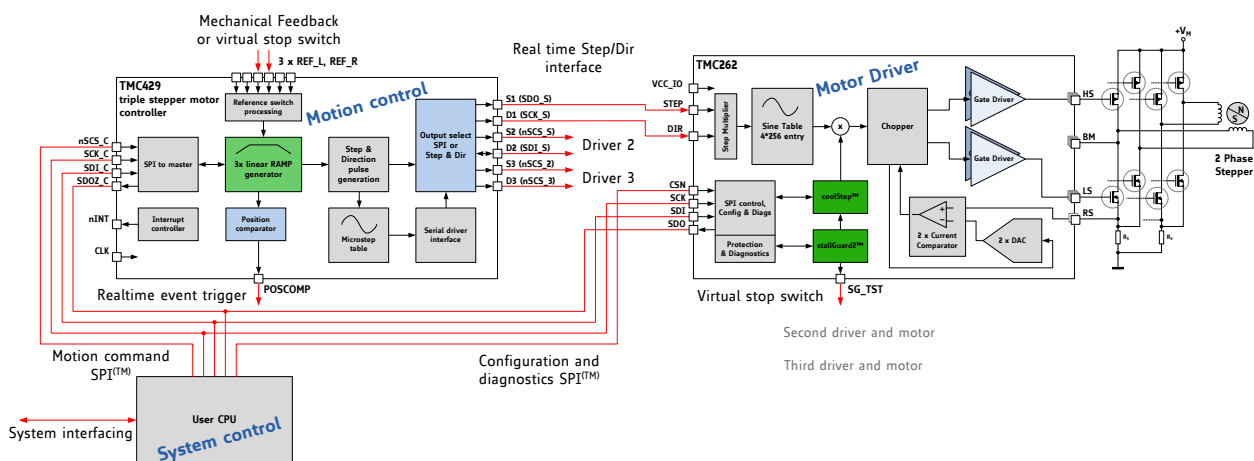 Mechanical Feedback
or virtual stop switch
3 x REF_L, REF_R
TMC429
triple stepper motor
controller
Motion control
Reference switch
processing
nSCS_C
SCK_C
SDI_C
SDOZ_C
SPI to master
3x linear RAMP
generator
Step &
Direction
pulse
generation
Output select
SPI or
Step & Dir
nINT
Interrupt
controller
Position
comparator
Microstep
table
Serial driver
interface
CLK
POSCOMP
Realtime event trigger
S1 (SDO_S)
D1 (SCK_S)
S2 (nSCS_S)
D2 (SDI_S)
S3 (nSCS_2)
D3 (nSCS_3)
Driver 2
Driver 3
Real time Step/Dir
interface
TMC262
Motor Driver
VCC_IO
STEP
DIR
Step Multiplier
Sine Table
4*256 entry
x
Chopper
Gate Driver
Gate Driver
CSN
SCK
SDI
SDO
SPI control,
Config & Diags
Protection
& Diagnostics
coolStep™
stallGuard2™
2 x Current
Comparator
2 x DAC
HS
BM
LS
RS
+VM
N
S
2 Phase
Stepper
RS
RS
SG_TST
Virtual stop switch
Second driver and motor
Third driver and motor
Motion command
SPI(TM)
Configuration and
diagnostics SPI(TM)
User CPU
System control
System interfacing